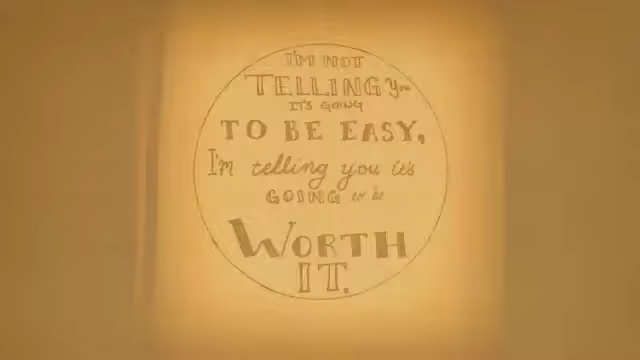 I'M NOT
TELLING you
IT'S GOING
TO BE EASY,
I'm telling you it's
GOING to be
WORTH
IT.